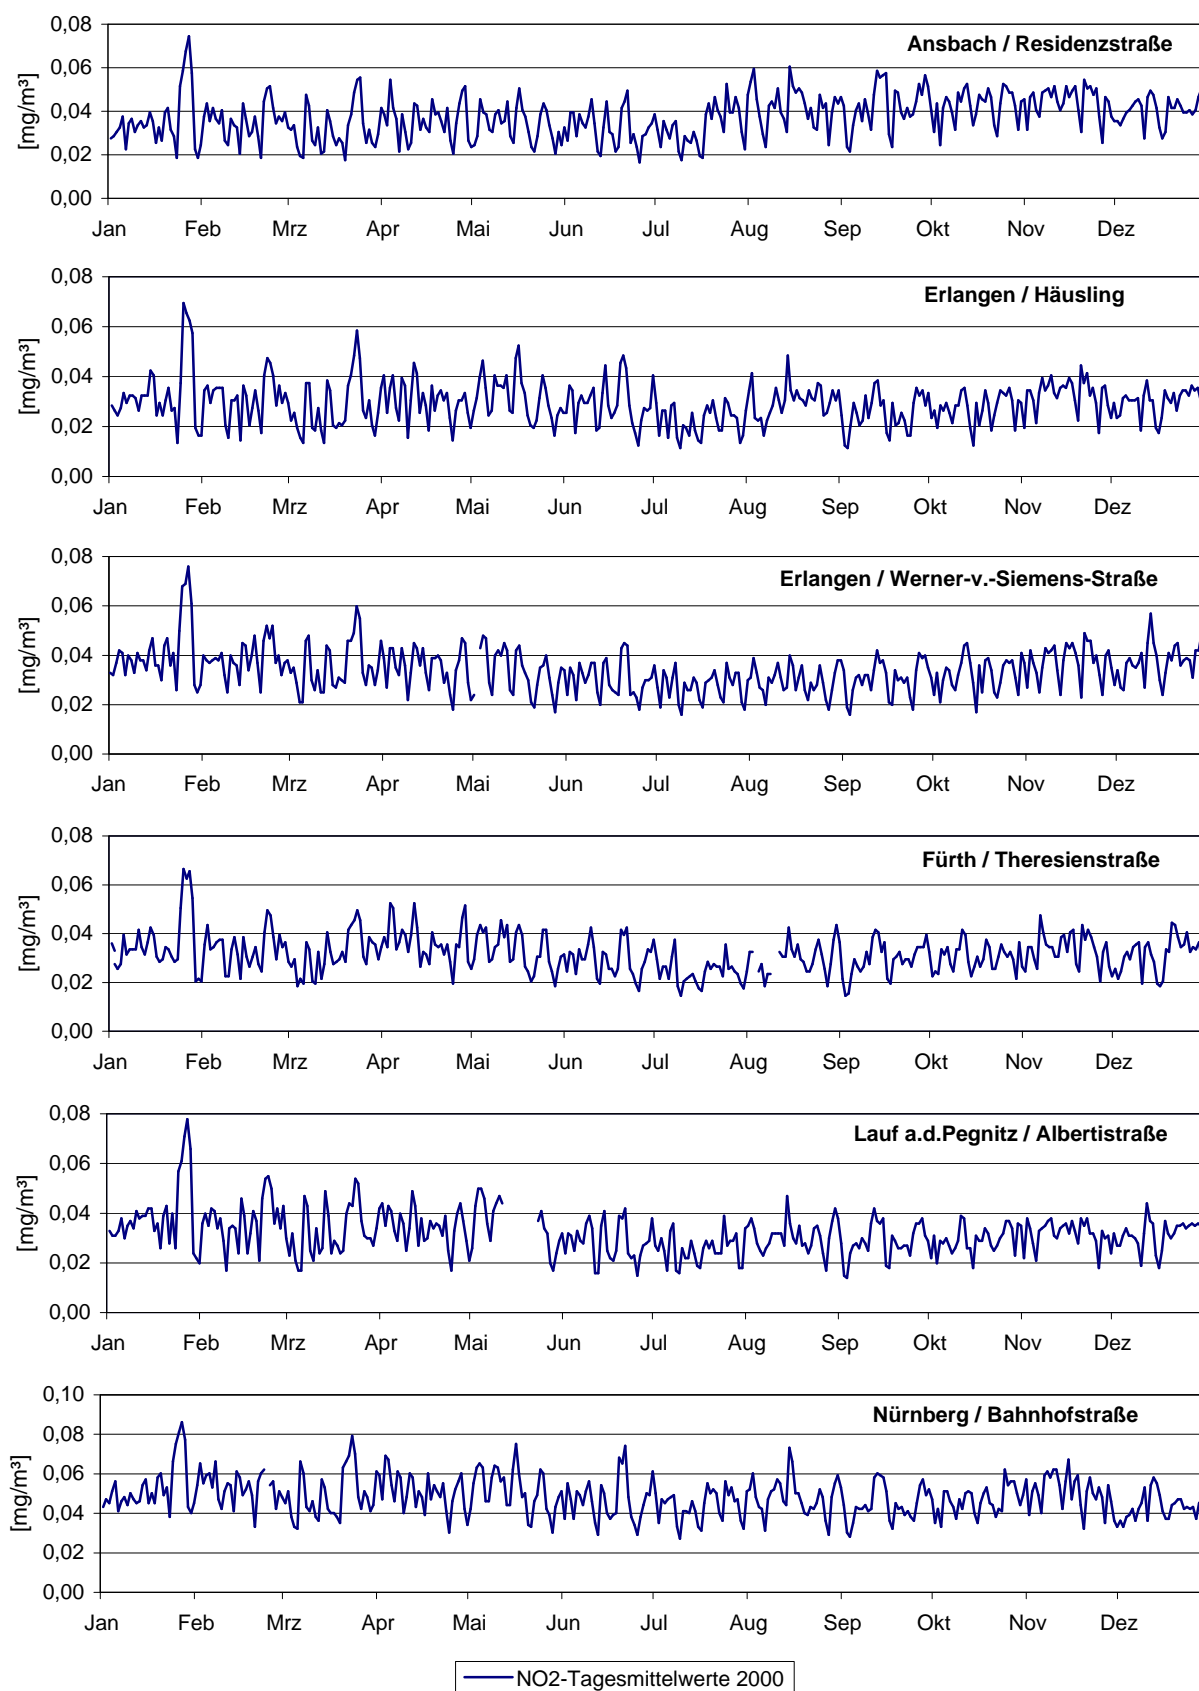 Ansbach / Residenzstraße
[mg/m³]
0,08
0,06
0,04
0,02
0,00
Jan Feb Mrz Apr Mai Jun Jul Aug Sep Okt Nov Dez
Erlangen / Häusling
[mg/m³]
0,08
0,06
0,04
0,02
0,00
Jan Feb Mrz Apr Mai Jun Jul Aug Sep Okt Nov Dez
Erlangen / Werner-v.-Siemens-Straße
[mg/m³]
0,08
0,06
0,04
0,02
0,00
Jan Feb Mrz Apr Mai Jun Jul Aug Sep Okt Nov Dez
Fürth / Theresienstraße
[mg/m³]
0,08
0,06
0,04
0,02
0,00
Jan Feb Mrz Apr Mai Jun Jul Aug Sep Okt Nov Dez
Lauf a.d.Pegnitz / Albertistraße
[mg/m³]
0,08
0,06
0,04
0,02
0,00
Jan Feb Mrz Apr Mai Jun Jul Aug Sep Okt Nov Dez
Nürnberg / Bahnhofstraße
[mg/m³]
0,10
0,08
0,06
0,04
0,02
0,00
Jan Feb Mrz Apr Mai Jun Jul Aug Sep Okt Nov Dez
NO2-Tagesmittelwerte 2000